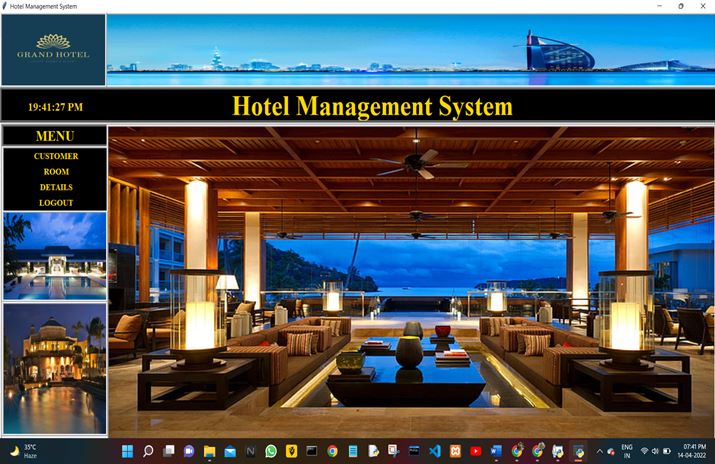 Hotel Management System
GRAND HOTEL
19:41:27 PM
Hotel Management System
MENU
CUSTOMER
ROOM
DETAILS
LOGOUT
35°C
Haze
ENG
IN
07:41 PM
14-04-2022